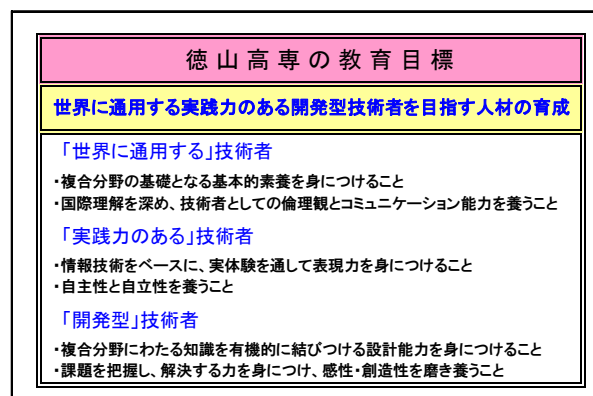 徳山高専の教育目標
世界に通用する実践力のある開発型技術者を目指す人材の育成
「世界に通用する」技術者
・複合分野の基礎となる基本的素養を身につけること
・国際理解を深め、技術者としての倫理観とコミュニケーション能力を養うこと
「実践力のある」技術者
・情報技術をベースに、実体験を通して表現力を身につけること
・自主性と自立性を養うこと
「開発型」技術者
・複合分野にわたる知識を有機的に結びつける設計能力を身につけること
・課題を把握し、解決する力を身につけ、感性・創造性を磨き養うこと